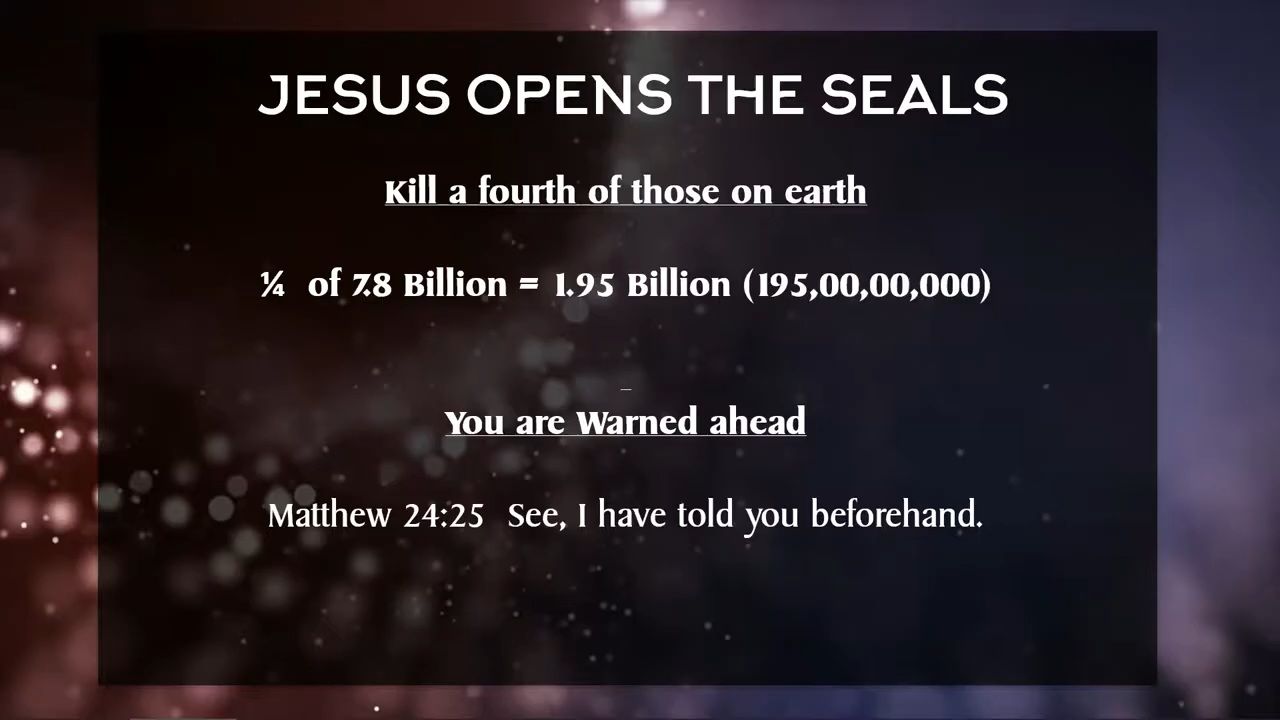 JESUS OPENS THE SEALS
Kill a fourth of those on earth
¼ of 7.8 Billion = 1.95 Billion (195,00,00,000)
You are Warned ahead
Matthew 24:25 See, I have told you beforehand.